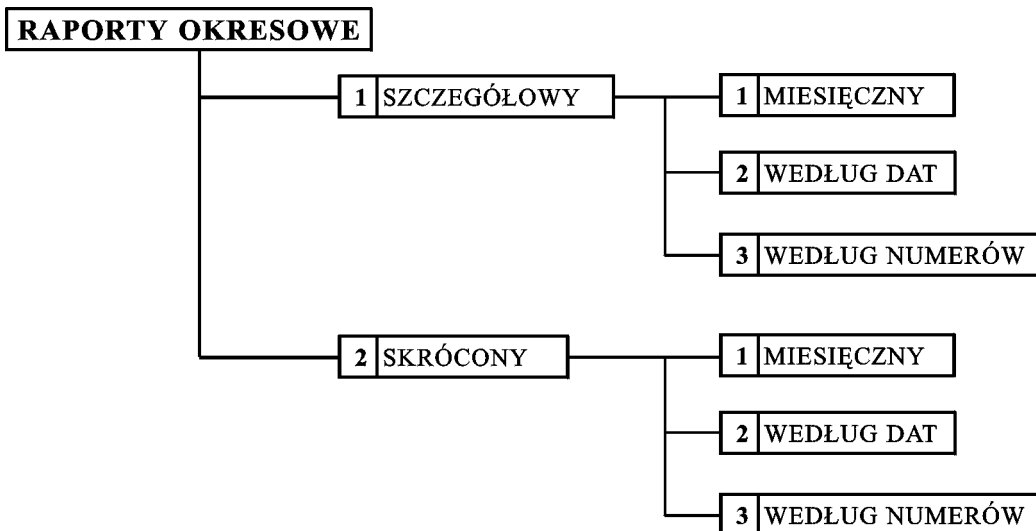 RAPORTY OKRESOWE
1 SZCZEGÓŁOWY
1 MIESIĘCZNY
2 WEDŁUG DAT
3 WEDŁUG NUMERÓW
2 SKRÓCONY
1 MIESIĘCZNY
2 WEDŁUG DAT
3 WEDŁUG NUMERÓW